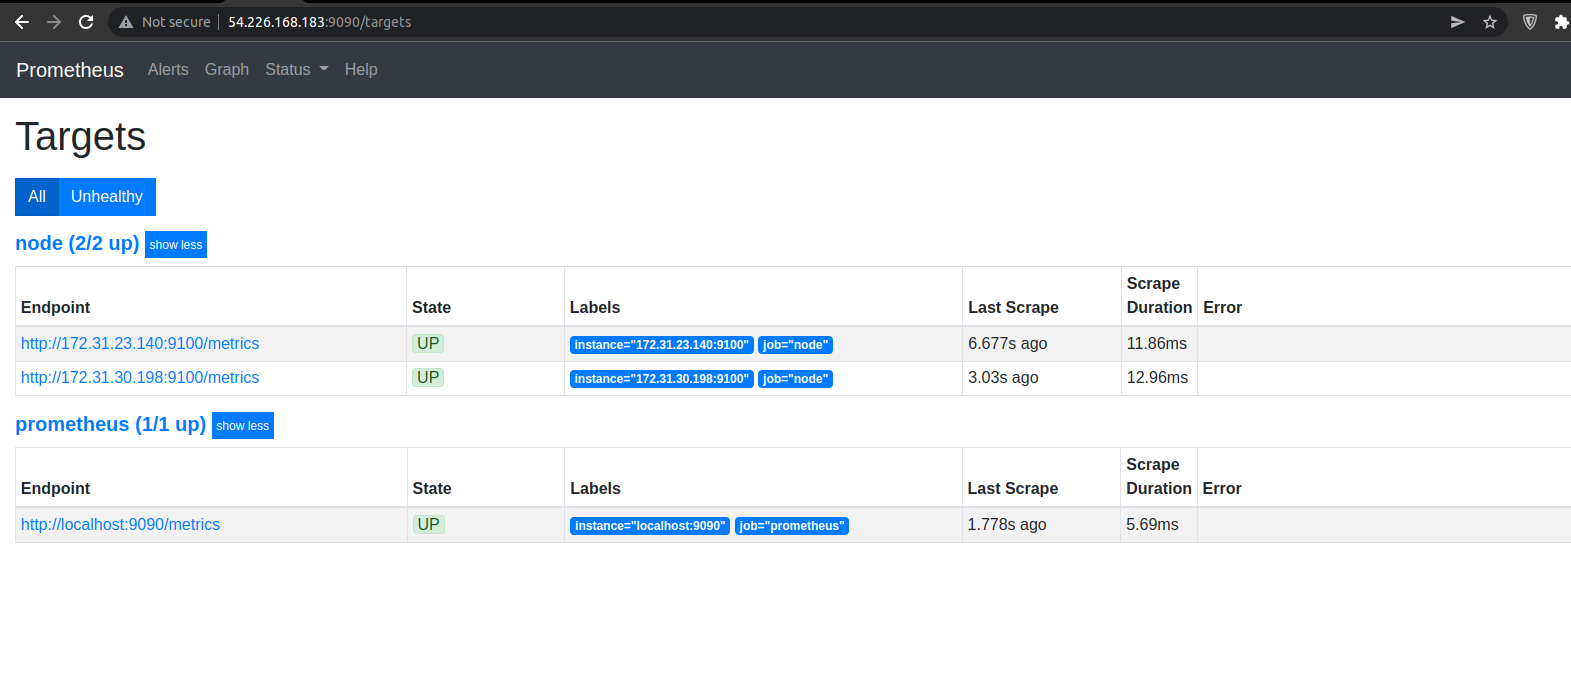 Not secure 54.226.168.183:9090/targets
Prometheus Alerts Graph Status Help
Targets
All Unhealthy
node (2/2 up) show less
Endpoint State Labels Last Scrape Scrape Duration Error
http://172.31.23.140:9100/metrics UP instance="172.31.23.140:9100" job="node" 6.677s ago 11.86ms
http://172.31.30.198:9100/metrics UP instance="172.31.30.198:9100" job="node" 3.03s ago 12.96ms
prometheus (1/1 up) show less
Endpoint State Labels Last Scrape Scrape Duration Error
http://localhost:9090/metrics UP instance="localhost:9090" job="prometheus" 1.778s ago 5.69ms